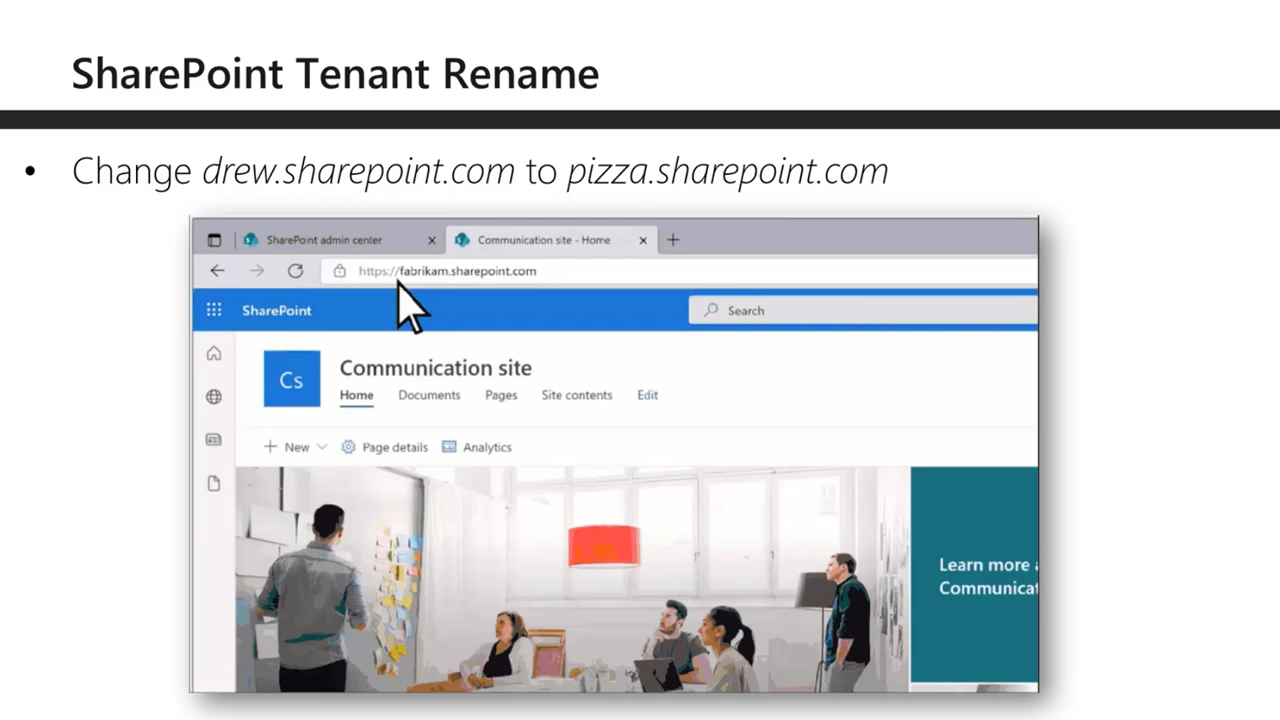 SharePoint Tenant Rename
• Change drew.sharepoint.com to pizza.sharepoint.com
SharePoint admin center
Communication site - Home
https://fabrikam.sharepoint.com
SharePoint
Search
Cs
Communication site
Home Documents Pages Site contents Edit
New Page details Analytics
Learn more